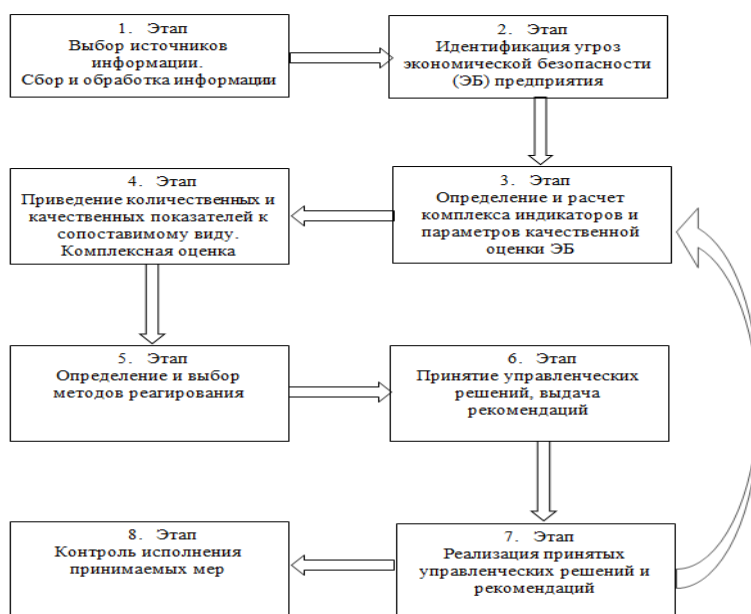 1. Этап
Выбор источников
информации.
Сбор и обработка информации
2. Этап
Идентификация угроз
экономической безопасности
(ЭБ) предприятия
3. Этап
Определение и расчет
комплекса индикаторов и
параметров качественной
оценки ЭБ
4. Этап
Приведение количественных и
качественных показателей к
сопоставимому виду.
Комплексная оценка
5. Этап
Определение и выбор
методов реагирования
6. Этап
Принятие управленческих
решений, выдача
рекомендаций
7. Этап
Реализация принятых
управленческих решений и
рекомендаций
8. Этап
Контроль исполнения
принимаемых мер